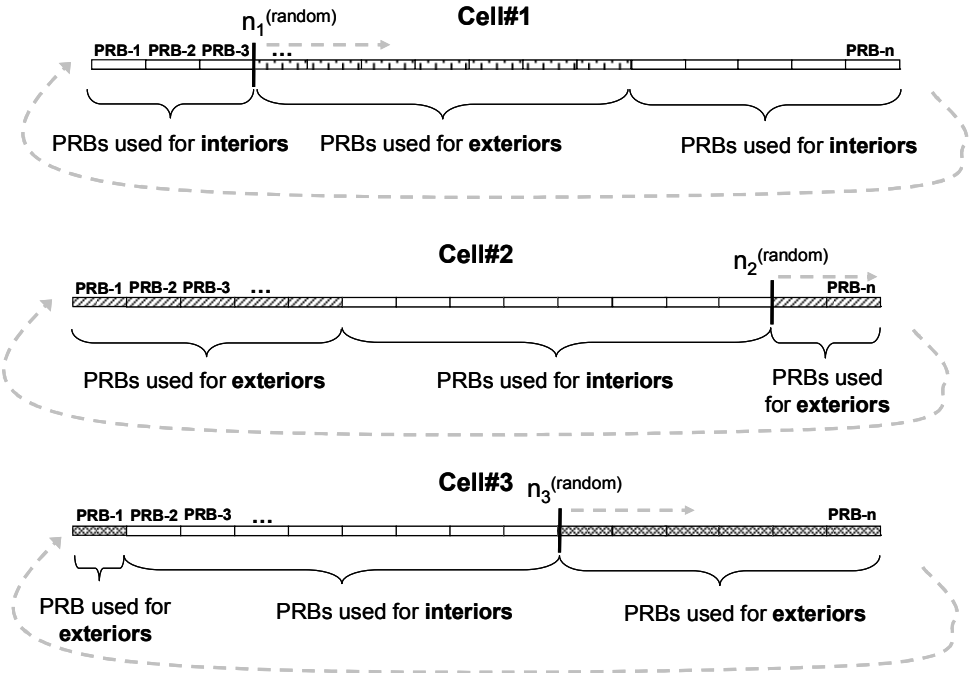 Cell#1
n1(random)
PRB-1 PRB-2 PRB-3 ... PRB-n
PRBs used for interiors PRBs used for exteriors PRBs used for interiors
Cell#2
n2(random)
PRB-1 PRB-2 PRB-3 ... PRB-n
PRBs used for exteriors PRBs used for interiors PRBs used
for exteriors
Cell#3
n3(random)
PRB-1 PRB-2 PRB-3 ... PRB-n
PRB used for PRBs used for interiors PRBs used for exteriors
exteriors